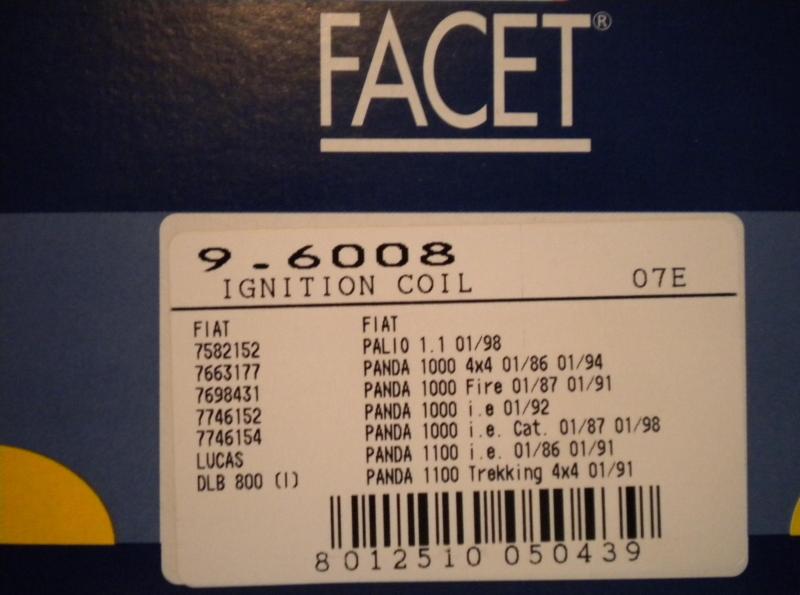 FACET®
9.6008
IGNITION COIL 07E
FIAT FIAT
7582152 PALIO 1.1 01/98
7663177 PANDA 1000 4x4 01/86 01/94
7698431 PANDA 1000 Fire 01/87 01/91
7746152 PANDA 1000 i.e 01/92
7746154 PANDA 1000 i.e. Cat. 01/87 01/98
LUCAS PANDA 1100 i.e. 01/86 01/91
DLB 800 (I) PANDA 1100 Trekking 4x4 01/91
8 012510 050439